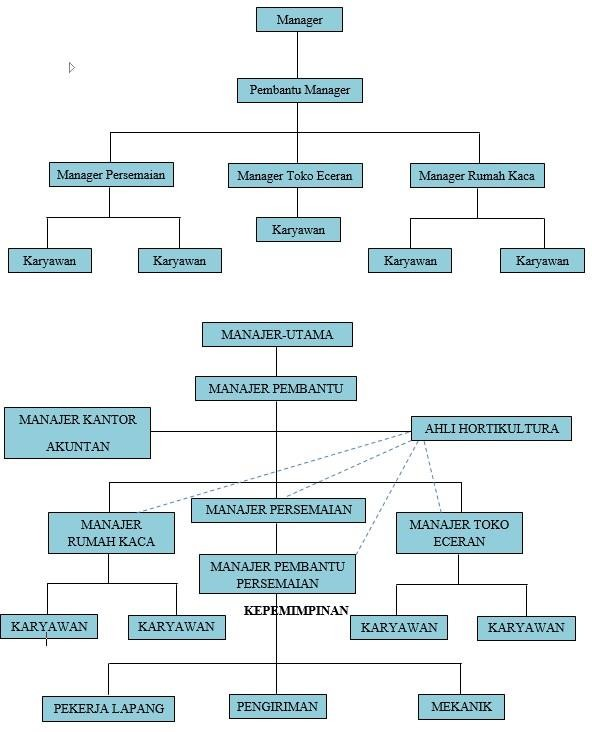 Manager
Pembantu Manager
Manager Persemaian
Manager Toko Eceran
Manager Rumah Kaca
Karyawan
Karyawan
Karyawan
Karyawan
Karyawan
MANAJER-UTAMA
MANAJER PEMBANTU
MANAJER KANTOR
AKUNTAN
AHLI HORTIKULTURA
MANAJER
RUMAH KACA
MANAJER PERSEMAIAN
MANAJER TOKO
ECERAN
MANAJER PEMBANTU
PERSEMAIAN
KEPEMIMPINAN
KARYAWAN
KARYAWAN
KARYAWAN
KARYAWAN
PEKERJA LAPANG
PENGIRIMAN
MEKANIK